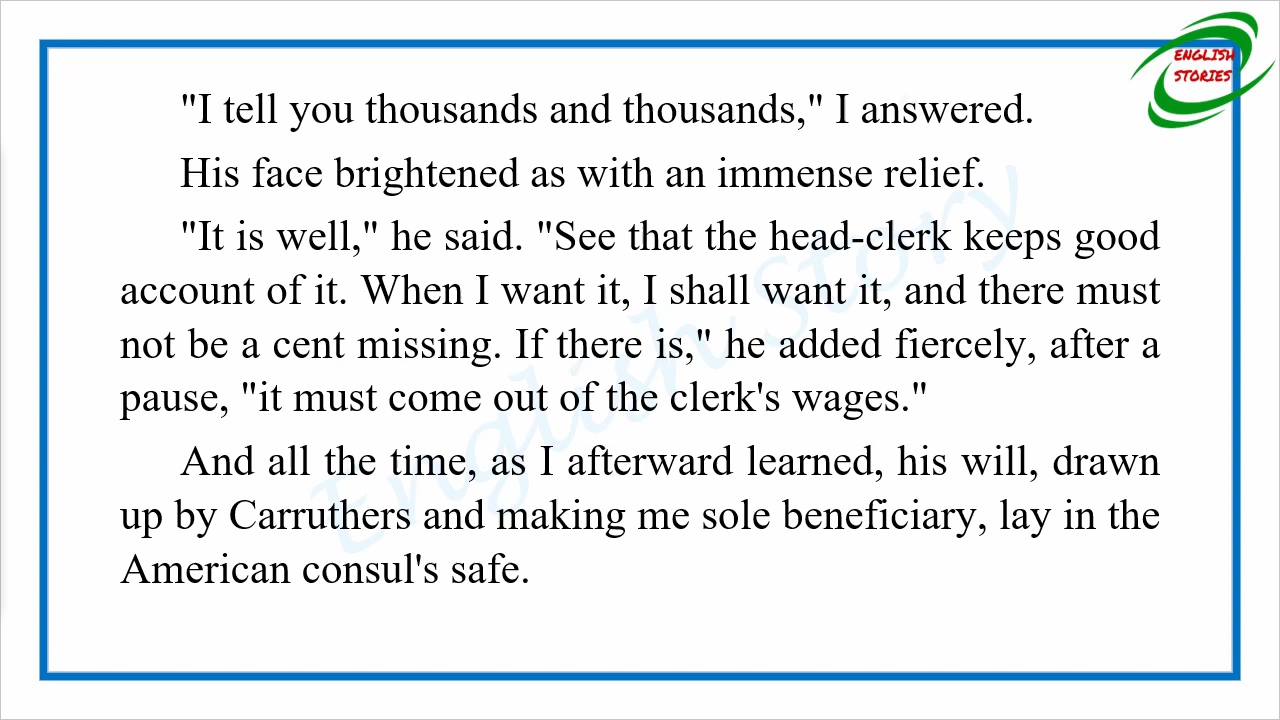 ENGLISH
STORIES
"I tell you thousands and thousands," I answered.
His face brightened as with an immense relief.
"It is well," he said. "See that the head-clerk keeps good
account of it. When I want it, I shall want it, and there must
not be a cent missing. If there is," he added fiercely, after a
pause, "it must come out of the clerk's wages."
And all the time, as I afterward learned, his will, drawn
up by Carruthers and making me sole beneficiary, lay in the
American consul's safe.
English Story